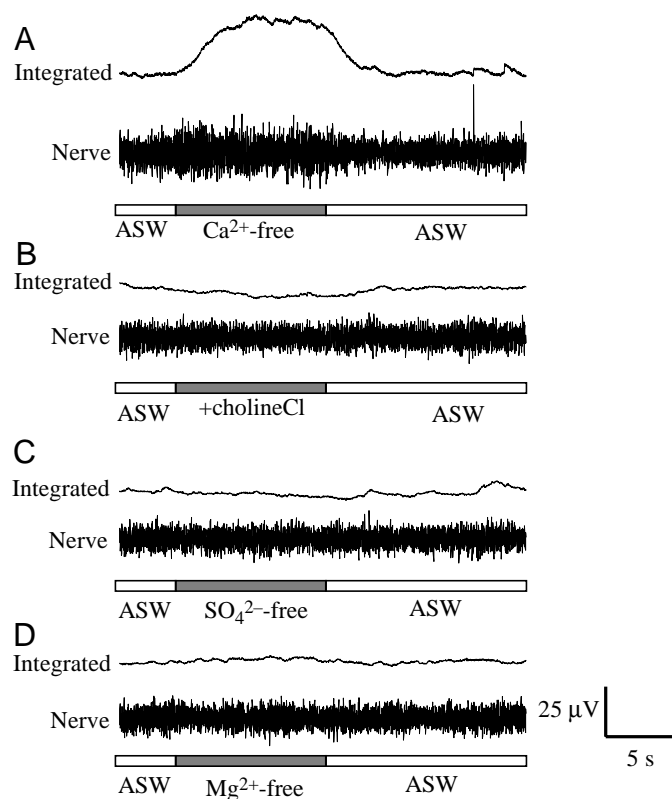 A
Integrated
Nerve
ASW Ca²⁺-free ASW
B
Integrated
Nerve
ASW +cholineCl ASW
C
Integrated
Nerve
ASW SO₄²⁻-free ASW
D
Integrated
Nerve
25 µV
5 s
ASW Mg²⁺-free ASW